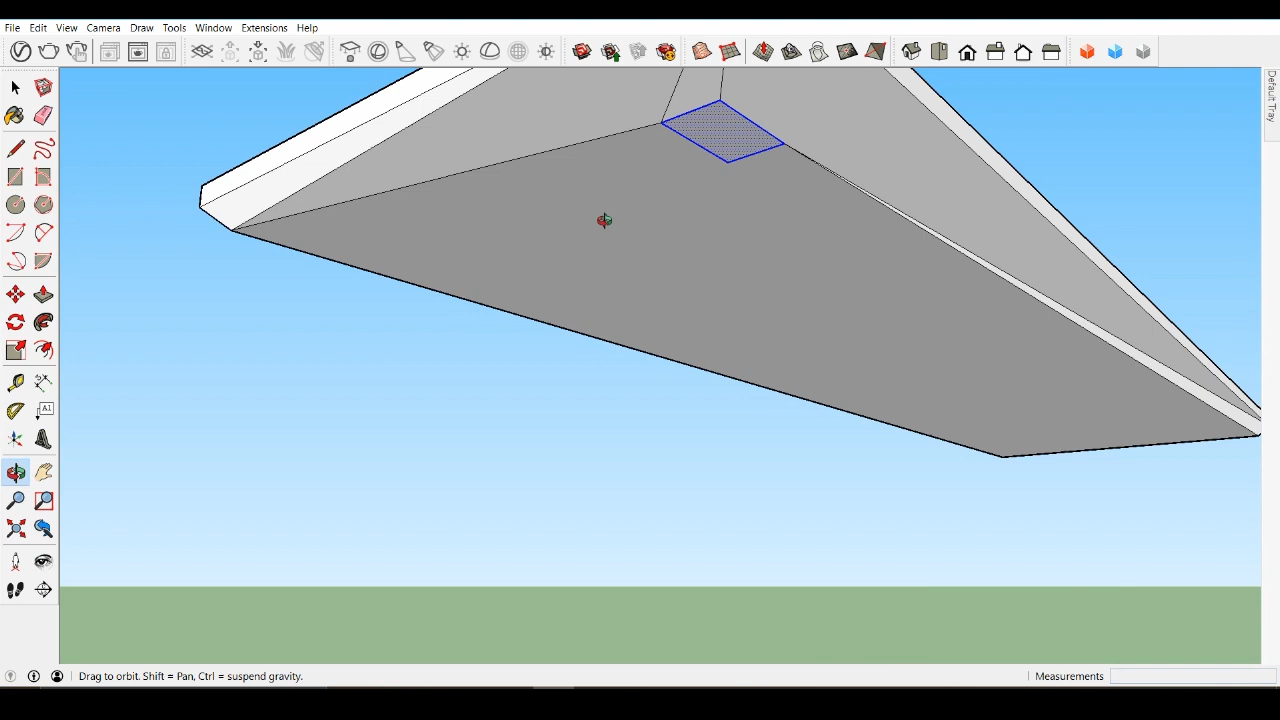 File Edit View Camera Draw Tools Window Extensions Help
Default Tray
A1
Drag to orbit. Shift = Pan, Ctrl = suspend gravity.
Measurements